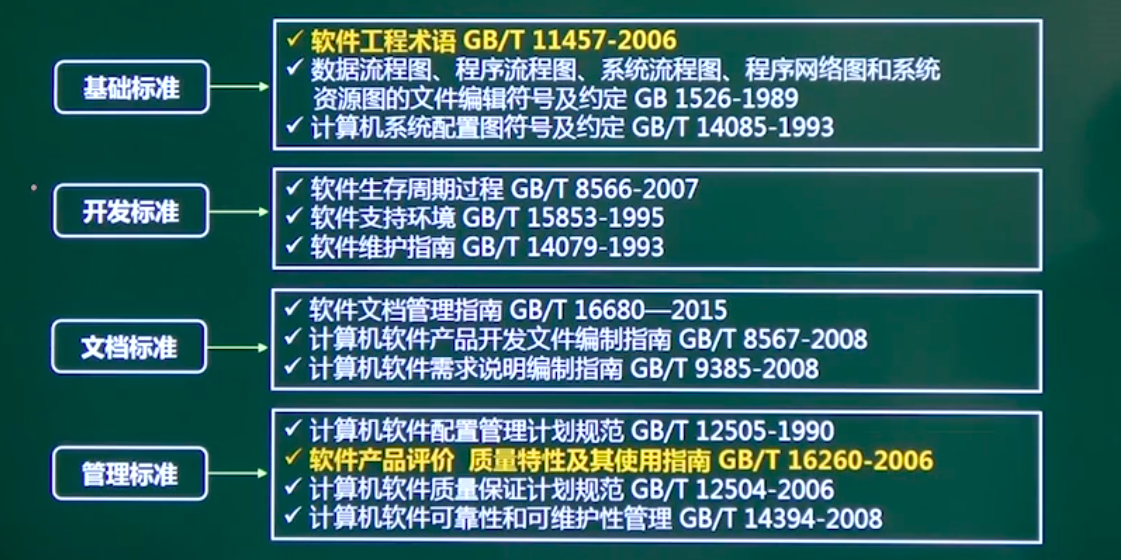 基础标准
✓ 软件工程术语 GB/T 11457-2006
✓ 数据流程图、程序流程图、系统流程图、程序网络图和系统
资源图的文件编辑符号及约定 GB 1526-1989
✓ 计算机系统配置图符号及约定 GB/T 14085-1993
开发标准
✓ 软件生存周期过程 GB/T 8566-2007
✓ 软件支持环境 GB/T 15853-1995
✓ 软件维护指南 GB/T 14079-1993
文档标准
✓ 软件文档管理指南 GB/T 16680—2015
✓ 计算机软件产品开发文件编制指南 GB/T 8567-2008
✓ 计算机软件需求说明编制指南 GB/T 9385-2008
管理标准
✓ 计算机软件配置管理计划规范 GB/T 12505-1990
✓ 软件产品评价 质量特性及其使用指南 GB/T 16260-2006
✓ 计算机软件质量保证计划规范 GB/T 12504-2006
✓ 计算机软件可靠性和可维护性管理 GB/T 14394-2008